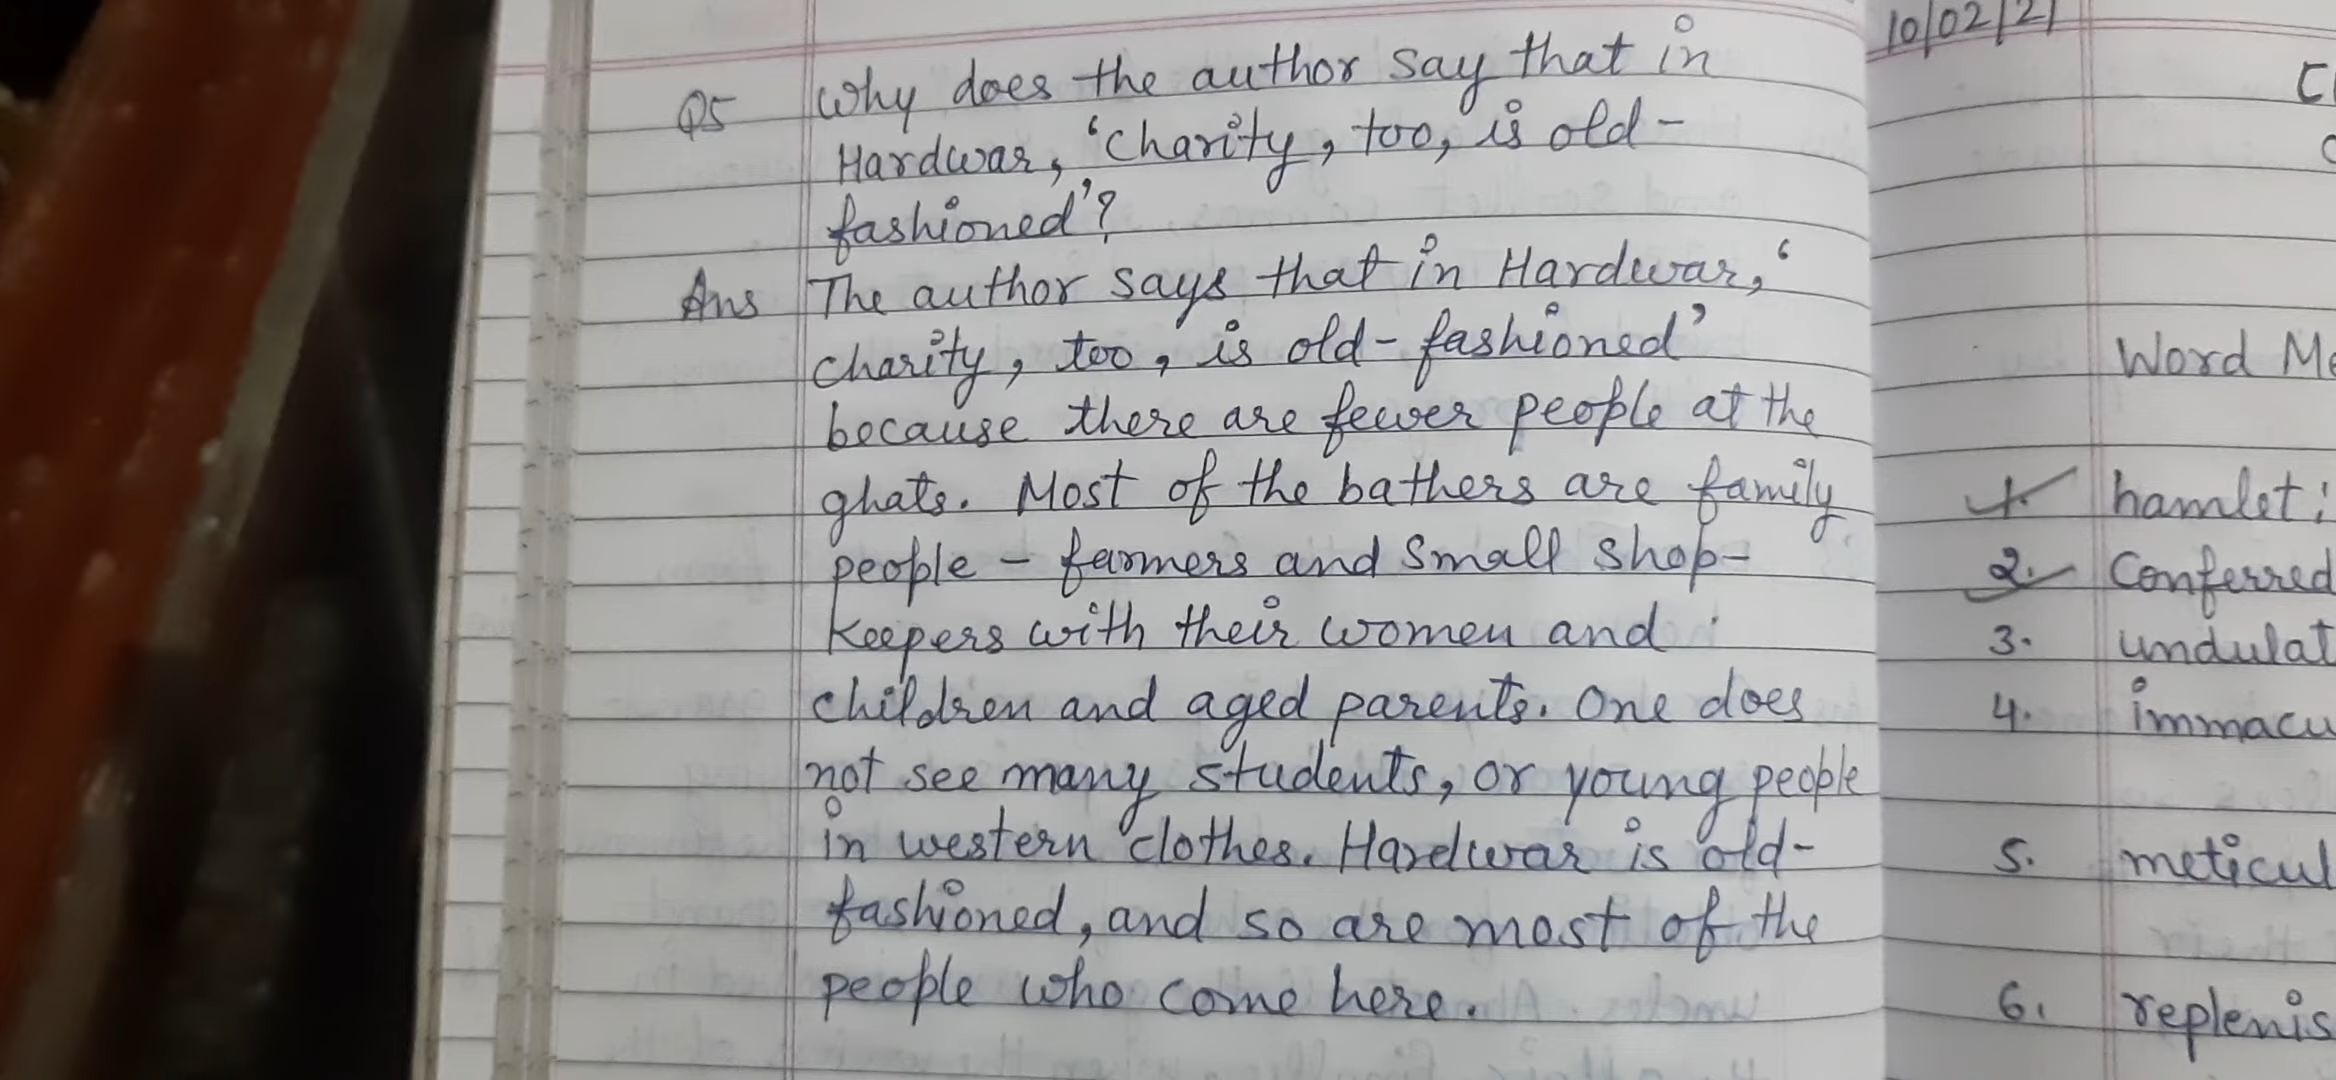 Q5 Why does the author say that in
Hardwar, 'Charity, too, is old-
fashioned'?
Ans The author says that in Hardwar, '
charity, too, is old-fashioned'
because there are fewer people at the
ghats. Most of the bathers are family
people - farmers and small shop-
keepers with their women and
children and aged parents. One does
not see many students, or young people
in western clothes. Hardwar is old-
fashioned, and so are most of the
people who come here.
10/02/21
Word Me
1. hamlet:
2. Conferred
3. undulat
4. immacu
5. meticul
6. replenis